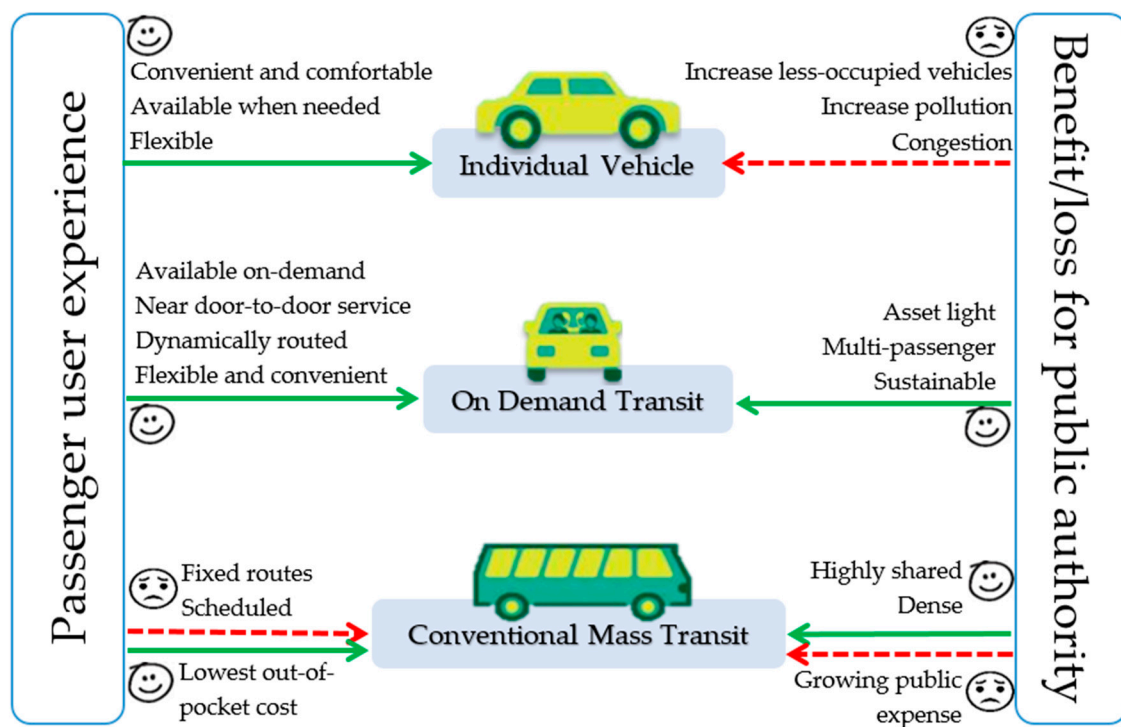 Passenger user experience
Convenient and comfortable
Available when needed
Flexible
Individual Vehicle
Increase less-occupied vehicles
Increase pollution
Congestion
Available on-demand
Near door-to-door service
Dynamically routed
Flexible and convenient
On Demand Transit
Asset light
Multi-passenger
Sustainable
Fixed routes
Scheduled
Lowest out-of-
pocket cost
Conventional Mass Transit
Highly shared
Dense
Growing public
expense
Benefit/loss for public authority